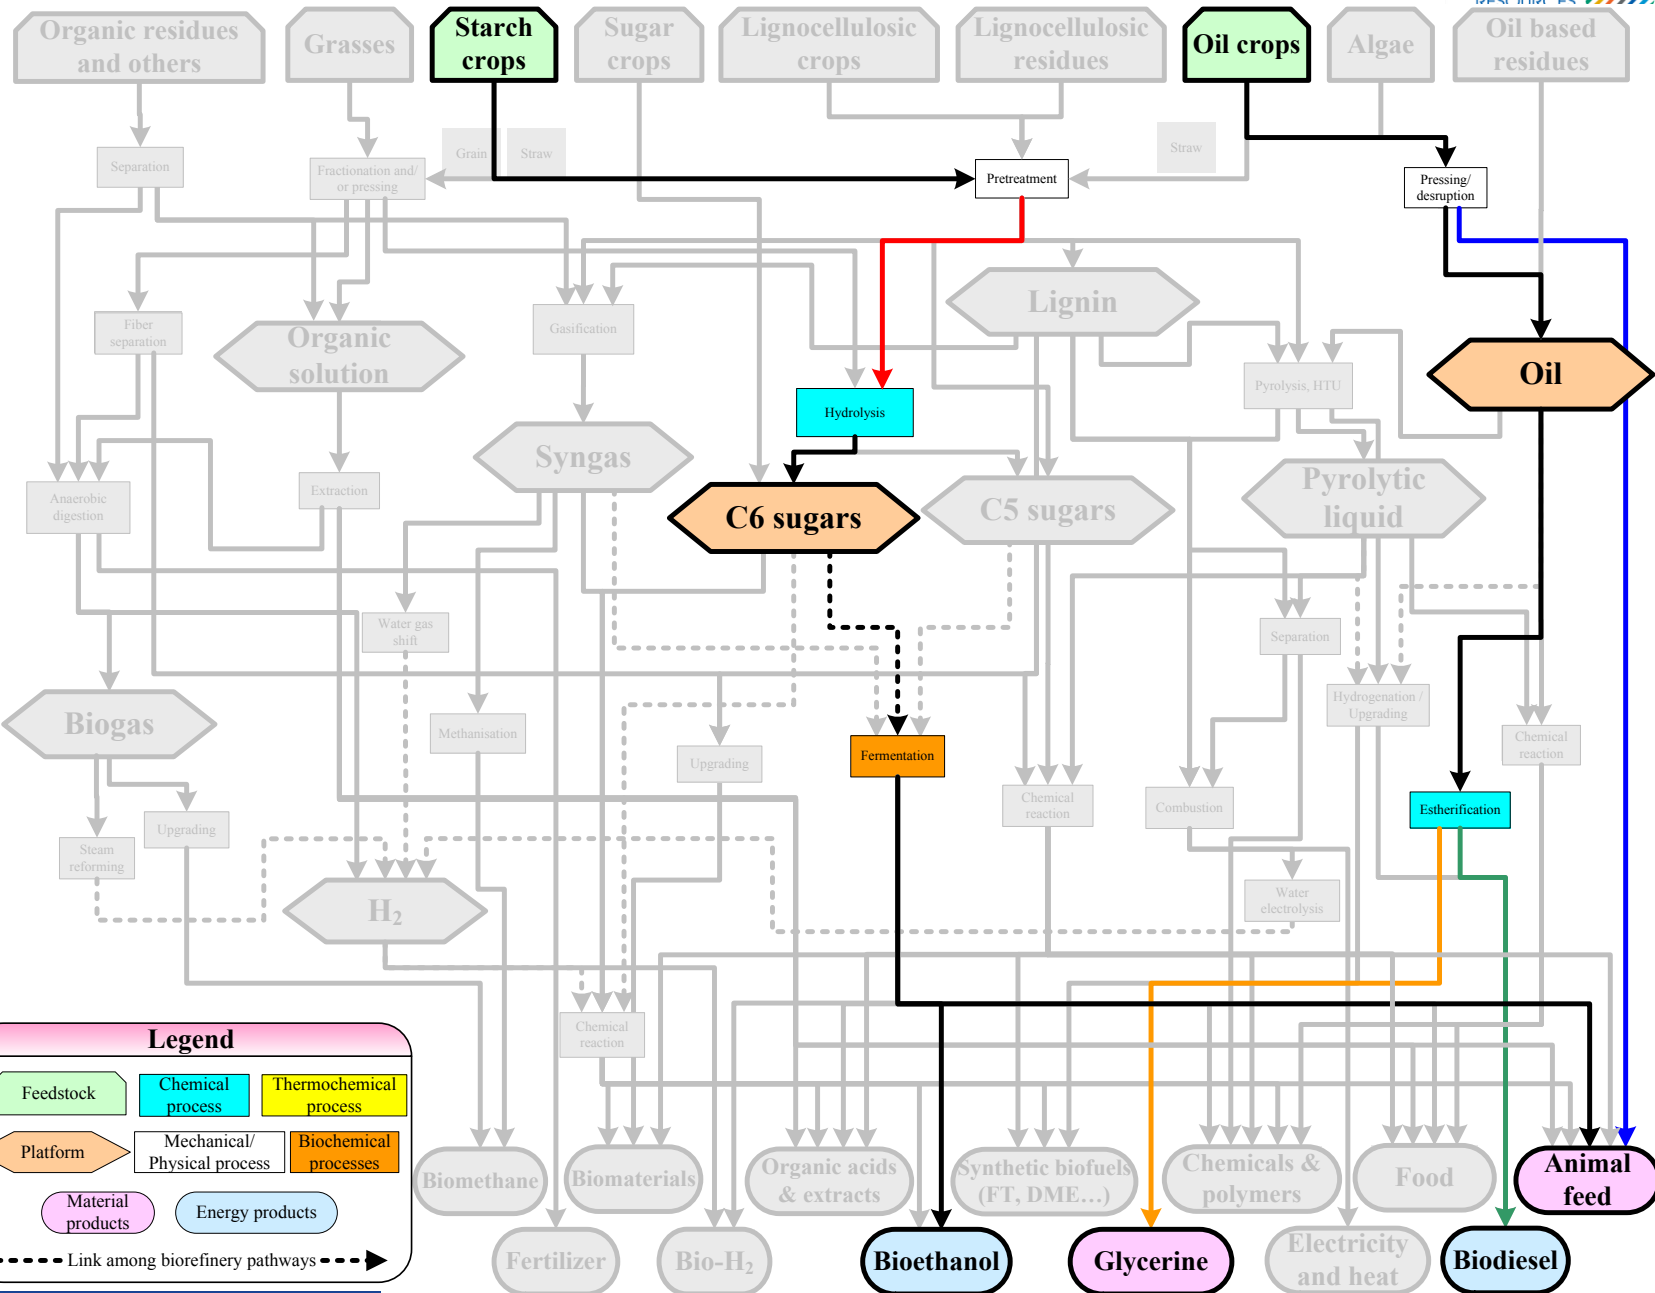 RESOURCES
Organic residues
and others
Grasses
Starch
crops
Sugar
crops
Lignocellulosic
crops
Lignocellulosic
residues
Oil crops
Algae
Oil based
residues
Grain
Straw
Straw
Separation
Fractionation and/
or pressing
Pretreatment
Pressing/
desruption
Fiber
separation
Organic
solution
Gasification
Lignin
Pyrolysis, HTU
Oil
Hydrolysis
Syngas
Anaerobic
digestion
Extraction
C6 sugars
C5 sugars
Pyrolytic
liquid
Water gas
shift
Separation
Biogas
Methanisation
Upgrading
Fermentation
Hydrogenation /
Upgrading
Chemical
reaction
Steam
reforming
Upgrading
Chemical
reaction
Combustion
Estherification
H2
Water
electrolysis
Chemical
reaction
Legend
Feedstock
Chemical
process
Thermochemical
process
Platform
Mechanical/
Physical process
Biochemical
processes
Material
products
Energy products
Link among biorefinery pathways
Biomethane
Biomaterials
Organic acids
& extracts
Synthetic biofuels
(FT, DME…)
Chemicals &
polymers
Food
Animal
feed
Fertilizer
Bio-H2
Bioethanol
Glycerine
Electricity
and heat
Biodiesel